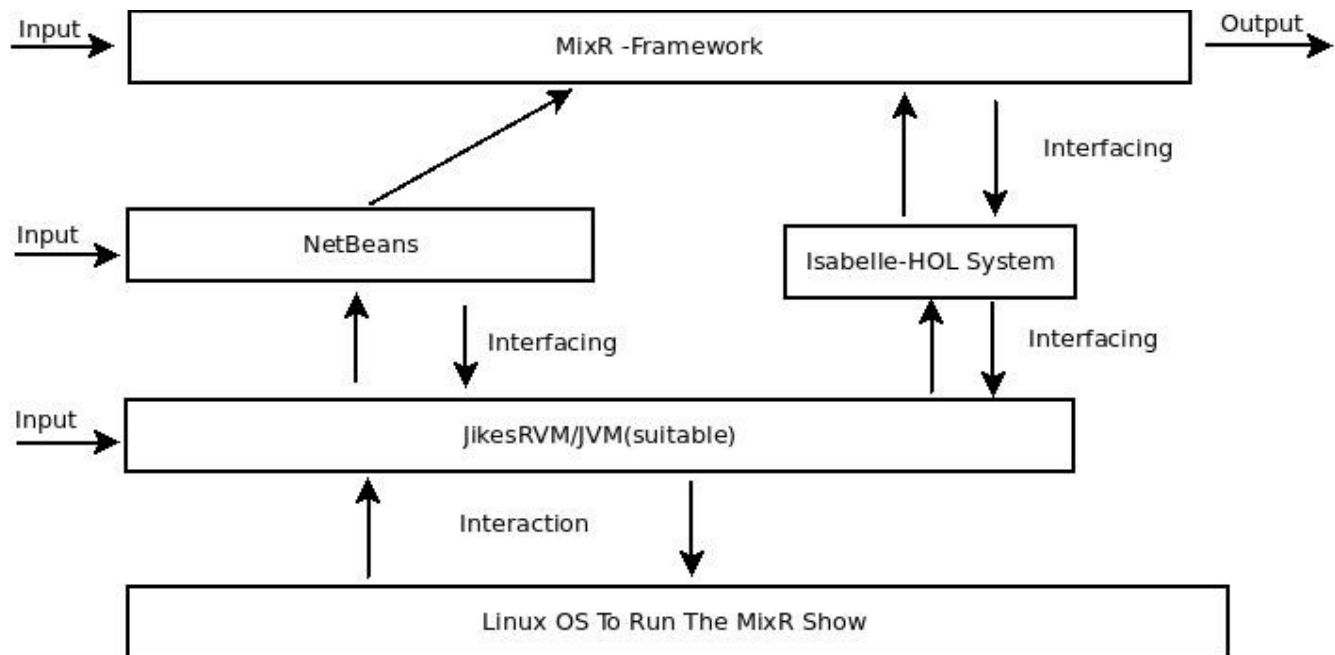 Input
MixR -Framework
Output
Interfacing
Input
NetBeans
Isabelle-HOL System
Interfacing
Interfacing
Input
JikesRVM/JVM(suitable)
Interaction
Linux OS To Run The MixR Show